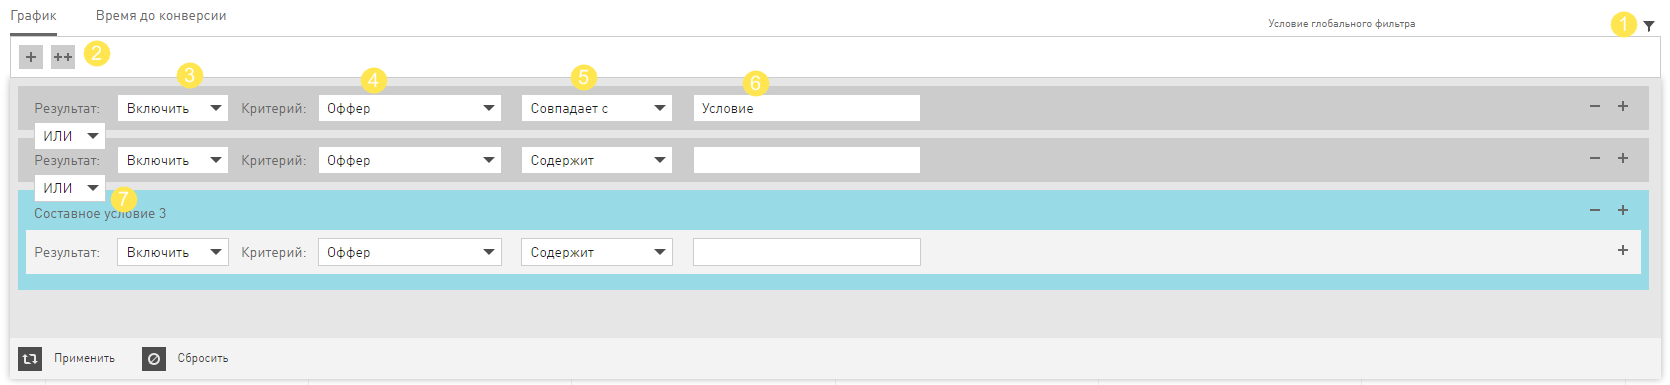 График Время до конверсии
Условие глобального фильтра 1
+ ++ 2
3 4 5 6
Результат: Включить Критерий: Оффер Совпадает с Условие − +
ИЛИ
Результат: Включить Критерий: Оффер Содержит − +
ИЛИ 7
Составное условие 3 − +
Результат: Включить Критерий: Оффер Содержит +
Применить Сбросить